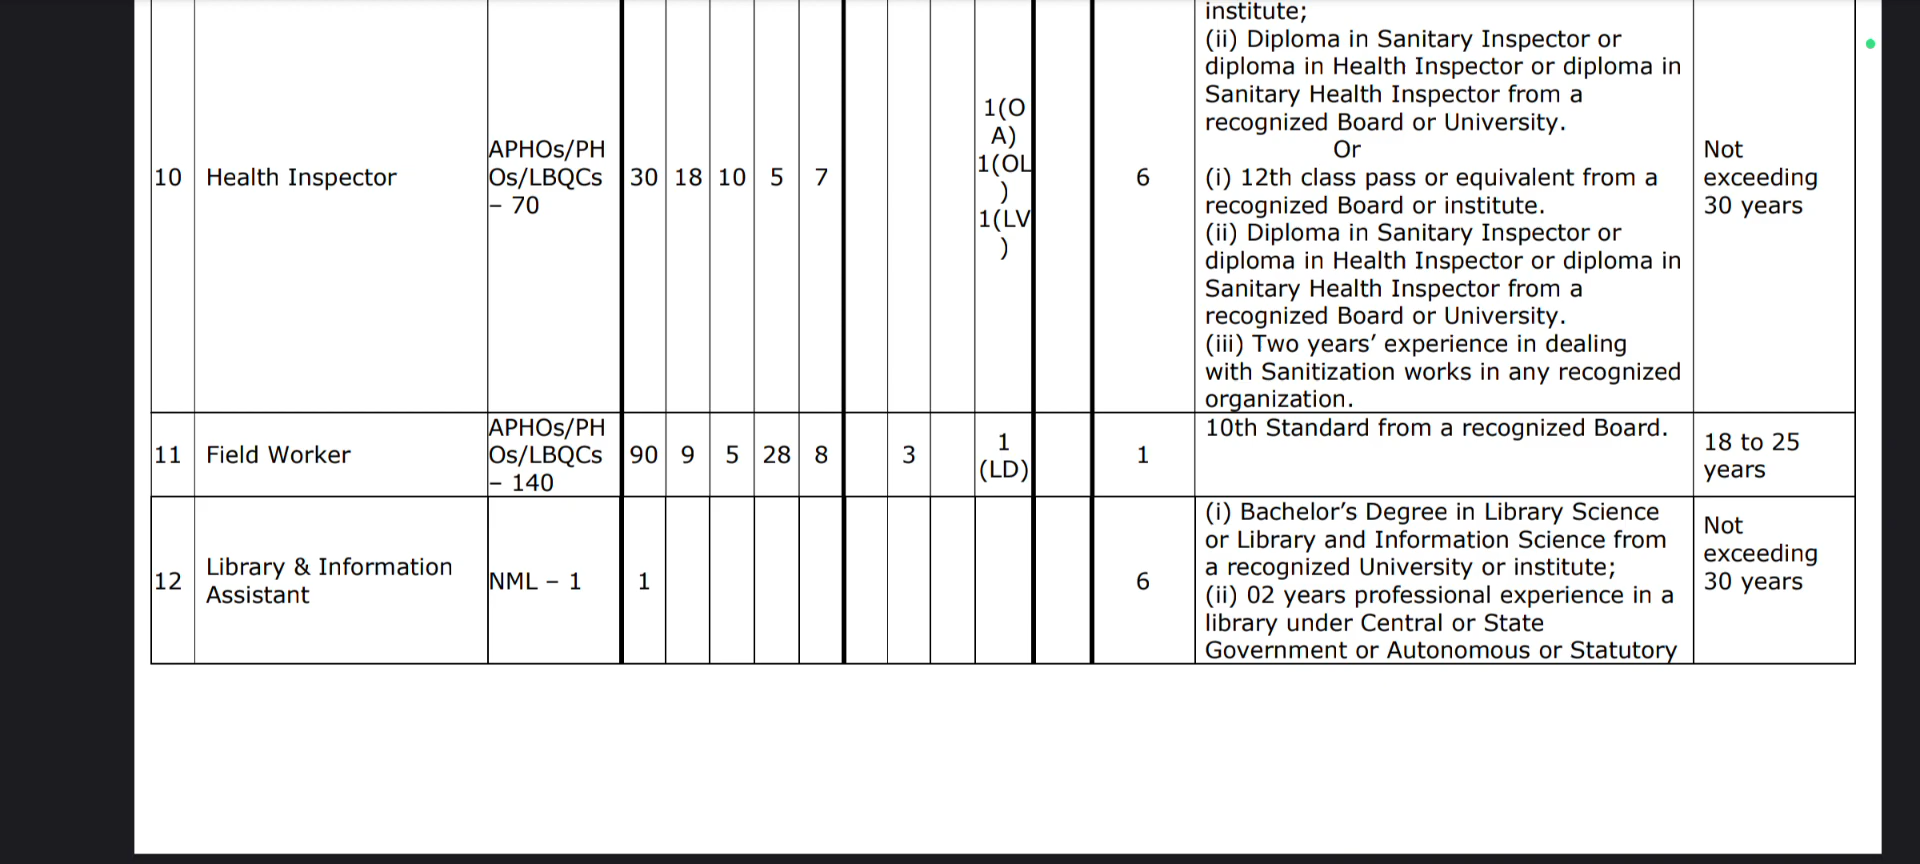 institute;
(ii) Diploma in Sanitary Inspector or
diploma in Health Inspector or diploma in
Sanitary Health Inspector from a
recognized Board or University.
Or
(i) 12th class pass or equivalent from a
recognized Board or institute.
(ii) Diploma in Sanitary Inspector or
diploma in Health Inspector or diploma in
Sanitary Health Inspector from a
recognized Board or University.
(iii) Two years’ experience in dealing
with Sanitization works in any recognized
organization.
10 Health Inspector
APHOs/PH
Os/LBQCs
– 70
30 18 10 5 7
1(O
A)
1(OL
)
1(LV
)
6
Not
exceeding
30 years
11 Field Worker
APHOs/PH
Os/LBQCs
– 140
90 9 5 28 8 3
1
(LD)
1
10th Standard from a recognized Board.
18 to 25
years
12
Library & Information
Assistant
NML – 1
1
6
(i) Bachelor’s Degree in Library Science
or Library and Information Science from
a recognized University or institute;
(ii) 02 years professional experience in a
library under Central or State
Government or Autonomous or Statutory
Not
exceeding
30 years